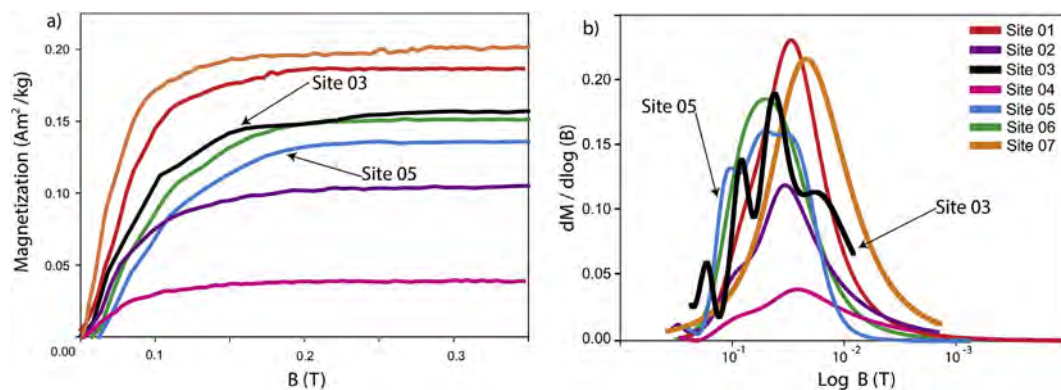 a)
Magnetization (Am²/kg)
0.20
0.15
0.10
0.05
0.00
0.1
0.2
0.3
B (T)
Site 03
Site 05
b)
dM / dlog (B)
0.20
0.15
0.10
0.05
0.00
10⁻¹
10⁻²
10⁻³
Log B (T)
Site 05
Site 03
Site 01
Site 02
Site 03
Site 04
Site 05
Site 06
Site 07